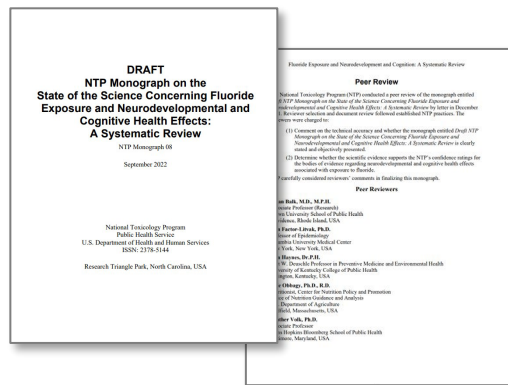 DRAFT
NTP Monograph on the
State of the Science Concerning Fluoride
Exposure and Neurodevelopmental and
Cognitive Health Effects:
A Systematic Review
NTP Monograph 08
September 2022
National Toxicology Program
Public Health Service
U.S. Department of Health and Human Services
ISSN: 2378-5144
Research Triangle Park, North Carolina, USA
Fluoride Exposure and Neurodevelopment and Cognition: A Systematic Review
Peer Review
National Toxicology Program (NTP) conducted a peer review of the monograph entitled
NTP Monograph on the State of the Science Concerning Fluoride Exposure and
and Cognitive Health Effects: A Systematic Review by letter in December
Reviewer selection and document review followed established NTP practices. The
were charged to:
(1) Comment on the technical accuracy and whether the monograph entitled Draft NTP
Monograph on the State of the Science Concerning Fluoride Exposure and
Neurodevelopmental and Cognitive Health Effects: A Systematic Review is clearly
stated and objectively presented.
(2) Determine whether the scientific evidence supports the NTP's confidence ratings for
the bodies of evidence regarding neurodevelopmental and cognitive health effects
associated with exposure to fluoride.
carefully considered reviewers' comments in finalizing this monograph.
Peer Reviewers
Balk, M.D., M.P.H.
Professor (Research)
University School of Public Health
Rhode Island, USA
Factor-Litvak, Ph.D.
of Epidemiology
University Medical Center
York, New York, USA
Haynes, Dr.P.H.
W. Deuschle Professor in Preventive Medicine and Environmental Health
of Kentucky College of Public Health
Kentucky, USA
Obbagy, Ph.D., R.D.
Center for Nutrition Policy and Promotion
of Nutrition Guidance and Analysis
Department of Agriculture
Massachusetts, USA
Volk, Ph.D.
Professor
Hopkins Bloomberg School of Public Health
Maryland, USA